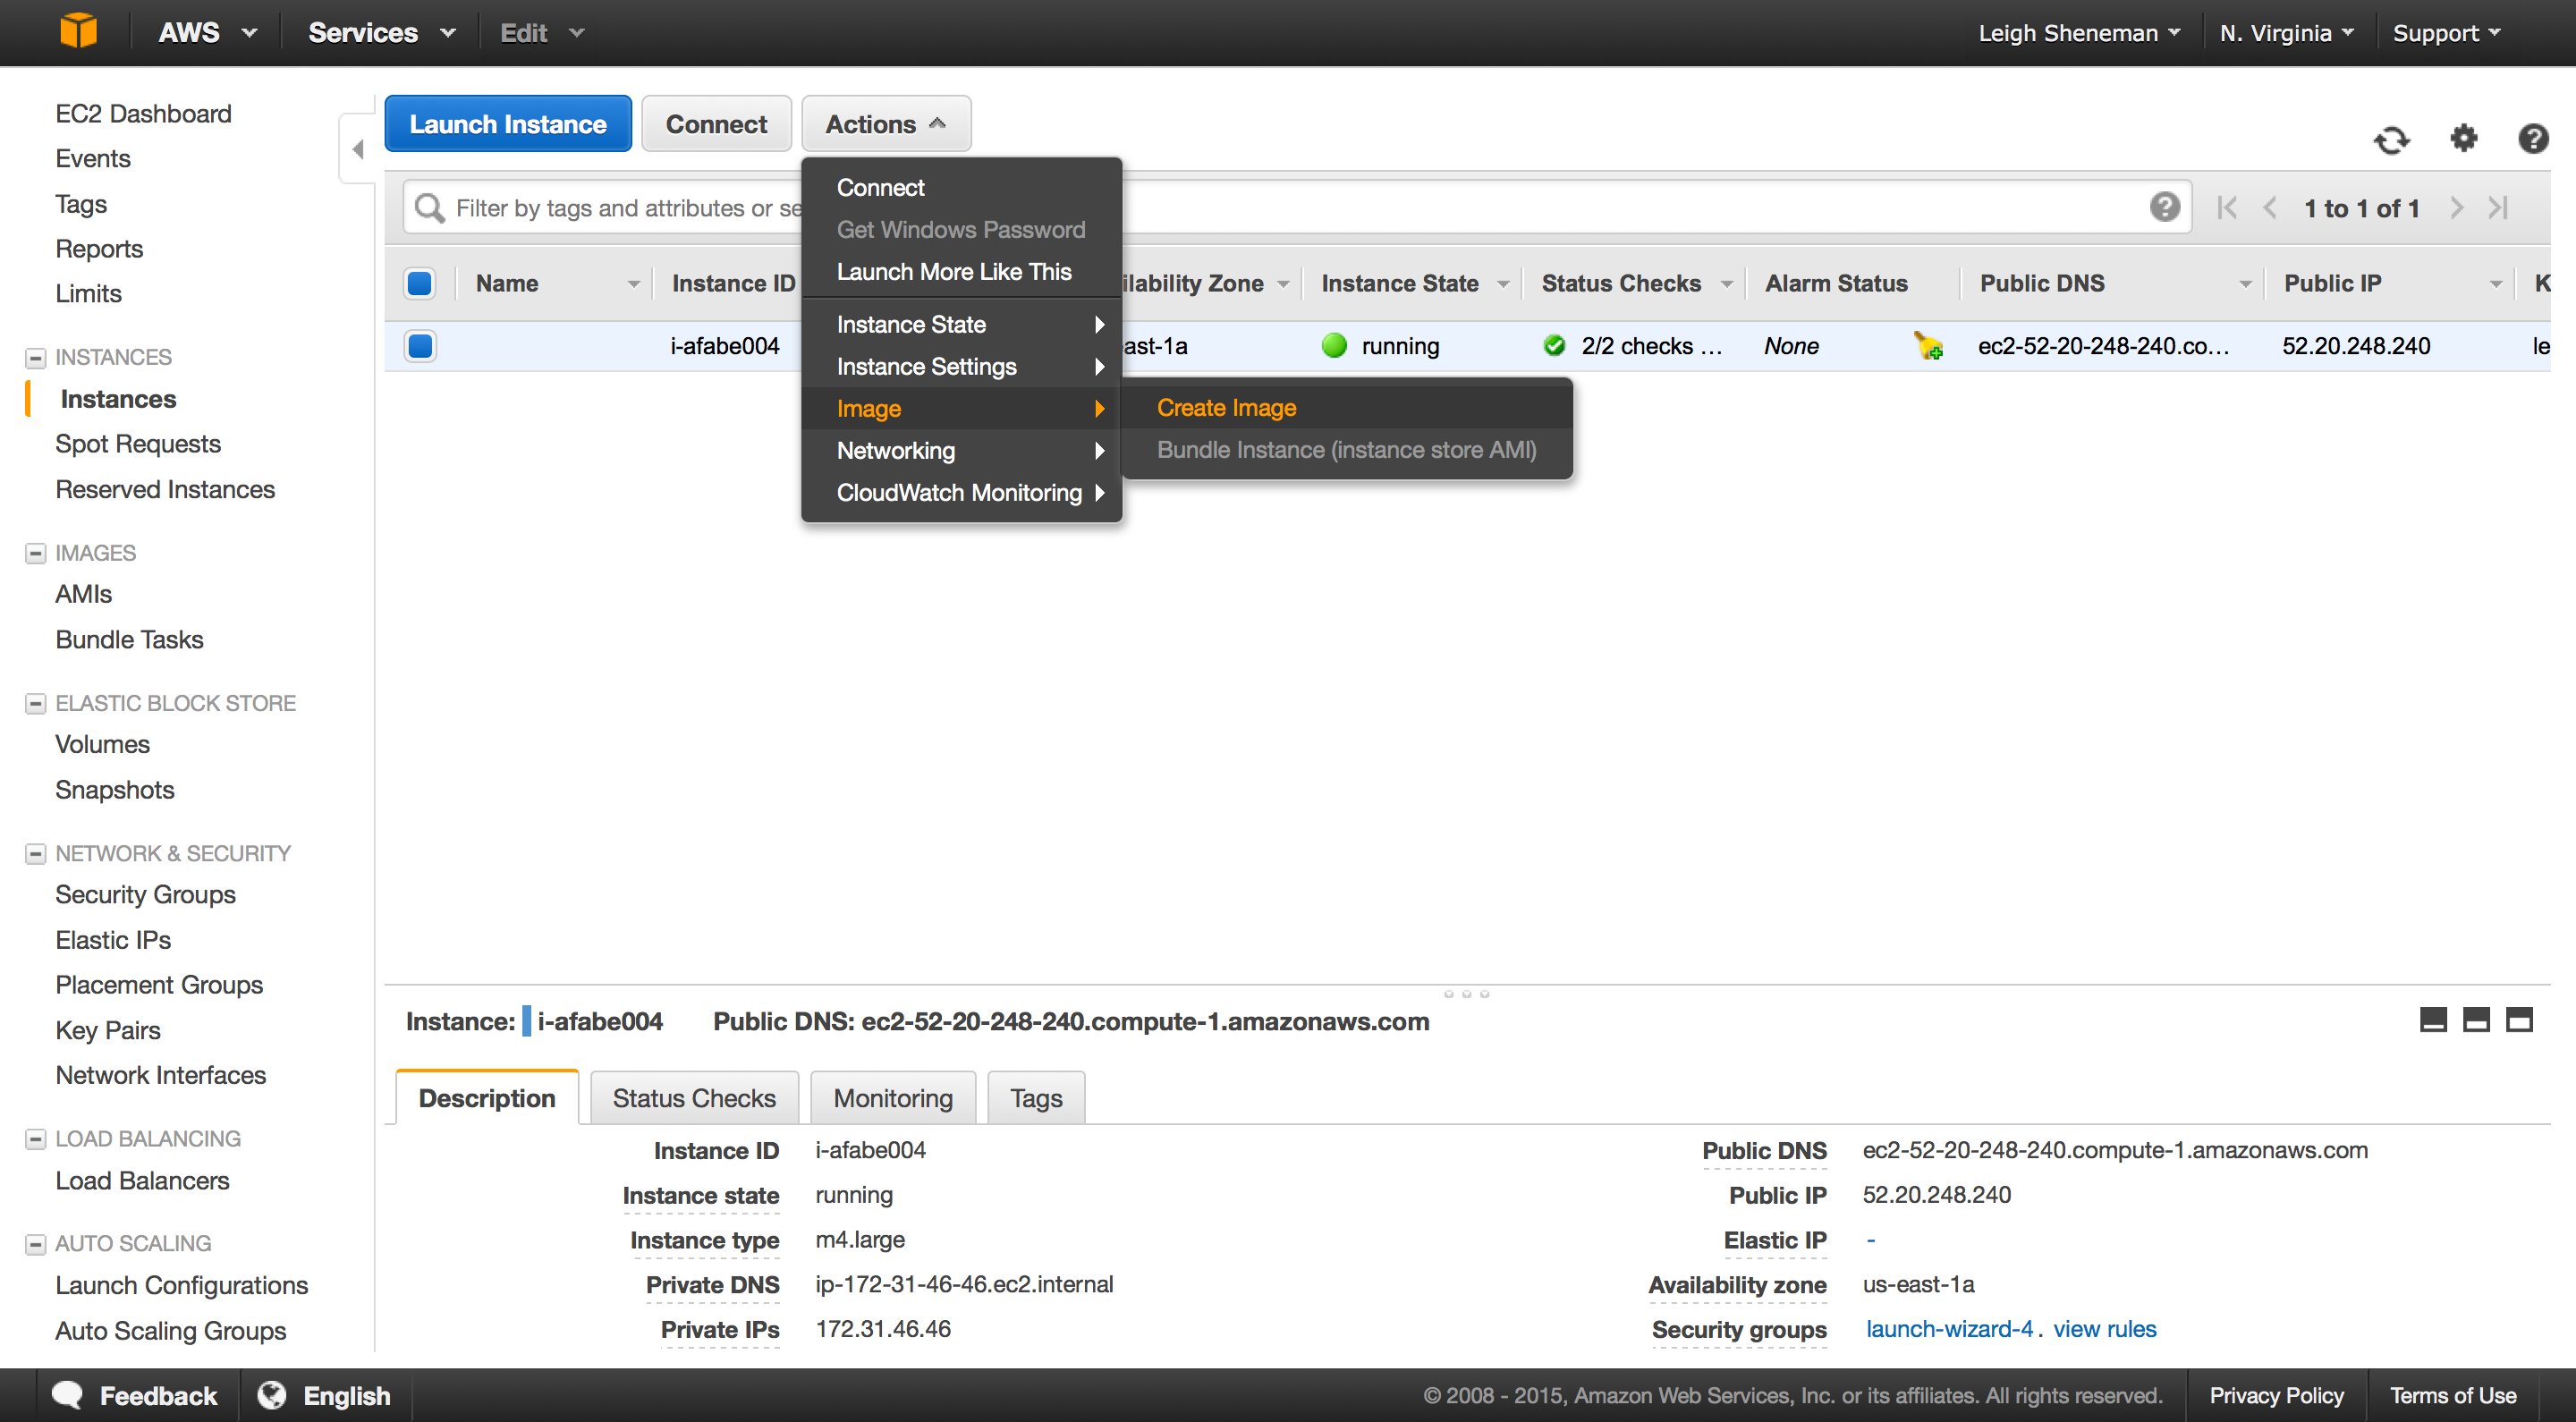 AWS Services Edit Leigh Sheneman N. Virginia Support
EC2 Dashboard
Events
Tags
Reports
Limits
INSTANCES
Instances
Spot Requests
Reserved Instances
IMAGES
AMIs
Bundle Tasks
ELASTIC BLOCK STORE
Volumes
Snapshots
NETWORK & SECURITY
Security Groups
Elastic IPs
Placement Groups
Key Pairs
Network Interfaces
LOAD BALANCING
Load Balancers
AUTO SCALING
Launch Configurations
Auto Scaling Groups
Launch Instance Connect Actions
Filter by tags and attributes or se 1 to 1 of 1
Name Instance ID ilability Zone Instance State Status Checks Alarm Status Public DNS Public IP K
i-afabe004 ast-1a running 2/2 checks ... None ec2-52-20-248-240.co... 52.20.248.240 le
Connect
Get Windows Password
Launch More Like This
Instance State
Instance Settings
Image
Networking
CloudWatch Monitoring
Create Image
Bundle Instance (instance store AMI)
Instance: i-afabe004 Public DNS: ec2-52-20-248-240.compute-1.amazonaws.com
Description Status Checks Monitoring Tags
Instance ID i-afabe004 Public DNS ec2-52-20-248-240.compute-1.amazonaws.com
Instance state running Public IP 52.20.248.240
Instance type m4.large Elastic IP -
Private DNS ip-172-31-46-46.ec2.internal Availability zone us-east-1a
Private IPs 172.31.46.46 Security groups launch-wizard-4. view rules
Feedback English © 2008 - 2015, Amazon Web Services, Inc. or its affiliates. All rights reserved. Privacy Policy Terms of Use